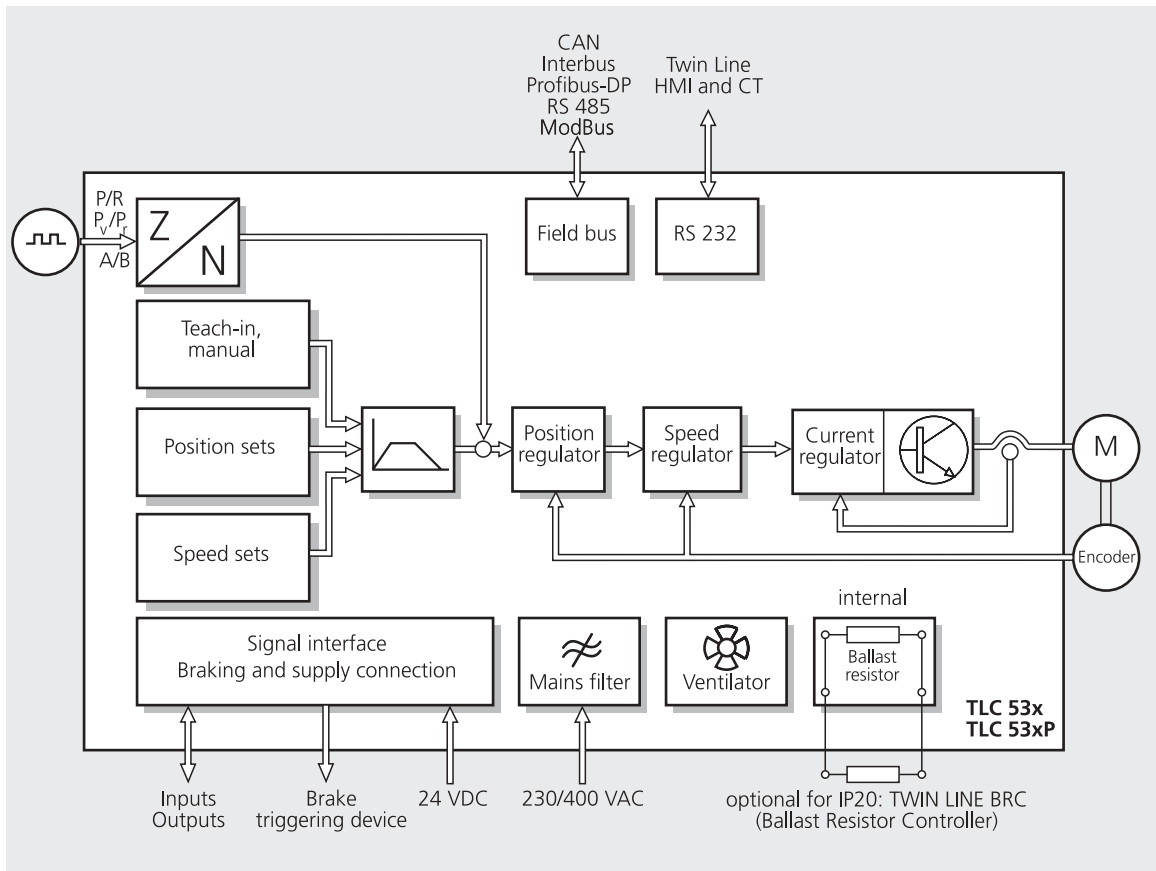 CAN
Interbus
Profibus-DP
RS 485
ModBus
Twin Line
HMI and CT
P/R
Pv/Pr
A/B
Z
N
Field bus
RS 232
Teach-in,
manual
Position sets
Speed sets
Position
regulator
Speed
regulator
Current
regulator
M
Encoder
internal
Signal interface
Braking and supply connection
Mains filter
Ventilator
Ballast
resistor
TLC 53x
TLC 53xP
Inputs
Outputs
Brake
triggering device
24 VDC
230/400 VAC
optional for IP20: TWIN LINE BRC
(Ballast Resistor Controller)